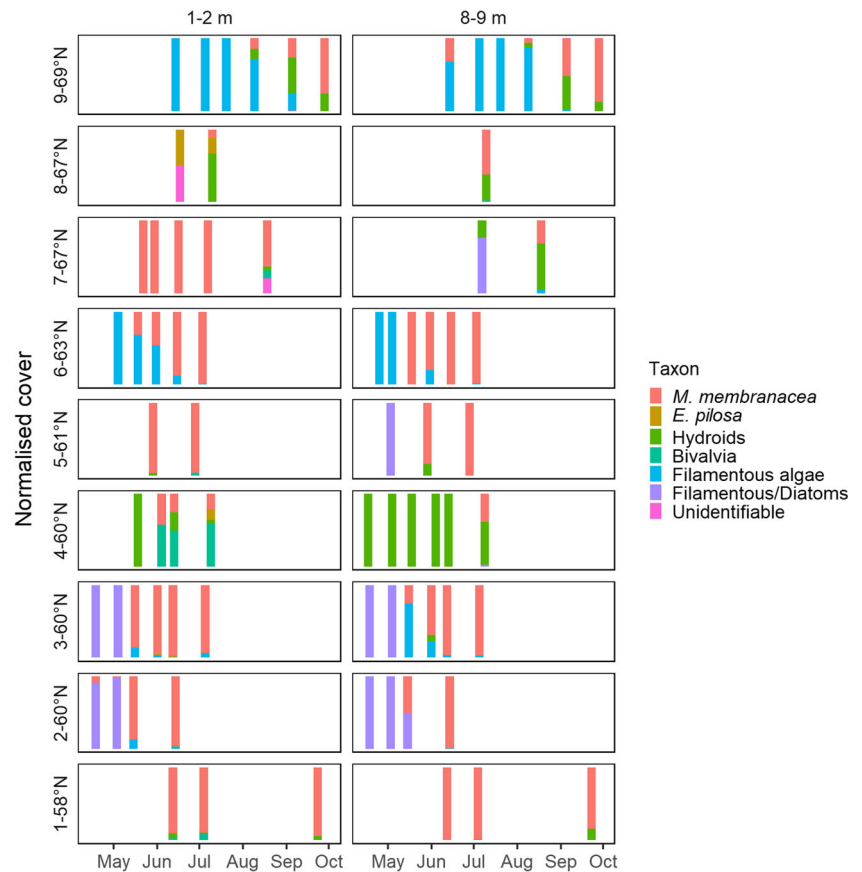 1-2 m
8-9 m
9-69°N
8-67°N
7-67°N
6-63°N
5-61°N
4-60°N
3-60°N
2-60°N
1-58°N
Normalised cover
May Jun Jul Aug Sep Oct
May Jun Jul Aug Sep Oct
Taxon
M. membranacea
E. pilosa
Hydroids
Bivalvia
Filamentous algae
Filamentous/Diatoms
Unidentifiable